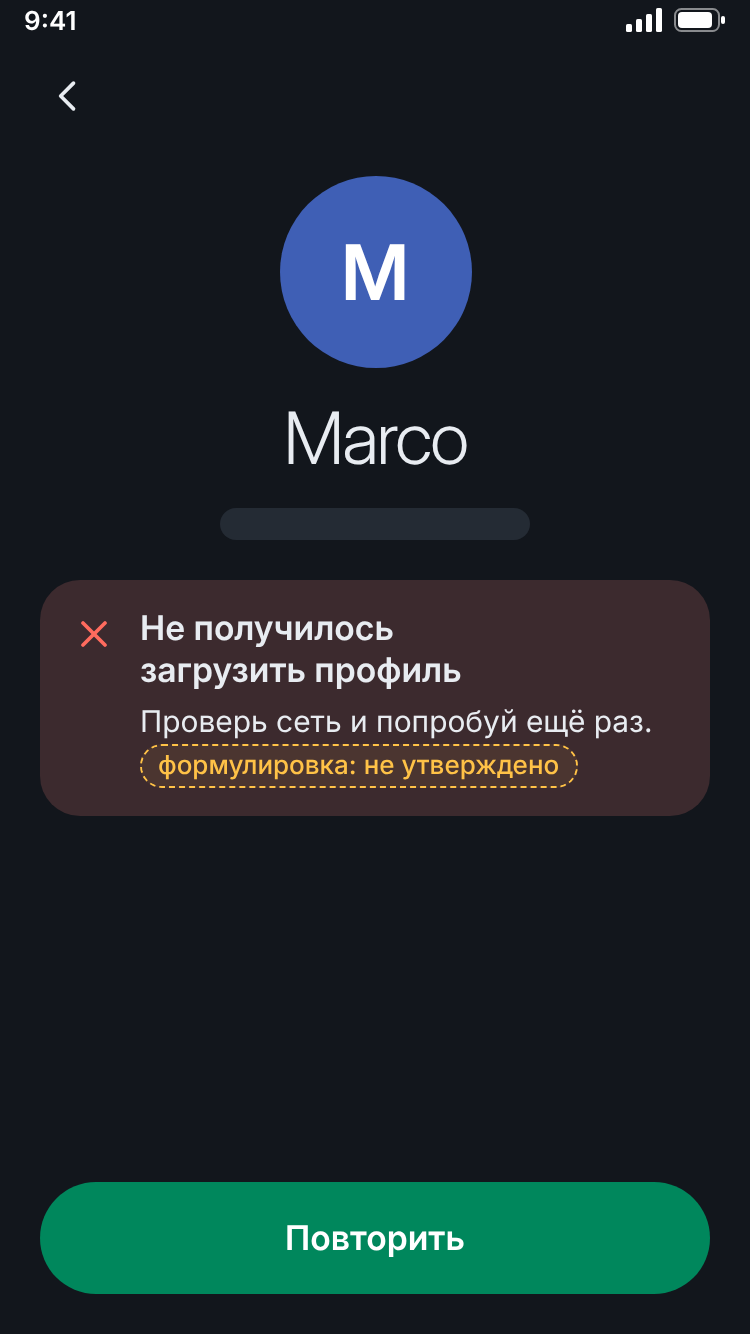 9:41
M
Marco
Не получилось
загрузить профиль
Проверь сеть и попробуй ещё раз.
формулировка: не утверждено
Повторить